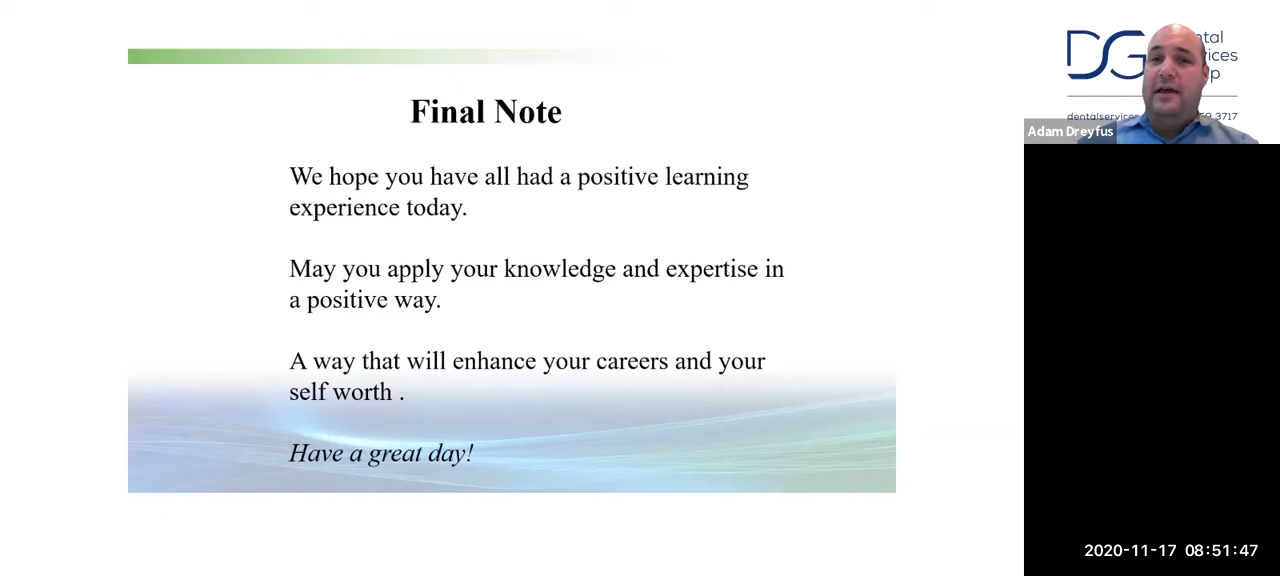 Final Note
We hope you have all had a positive learning
experience today.
May you apply your knowledge and expertise in
a positive way.
A way that will enhance your careers and your
self worth .
Have a great day!
DG
Adam Dreyfus
3717
2020-11-17 08:51:47